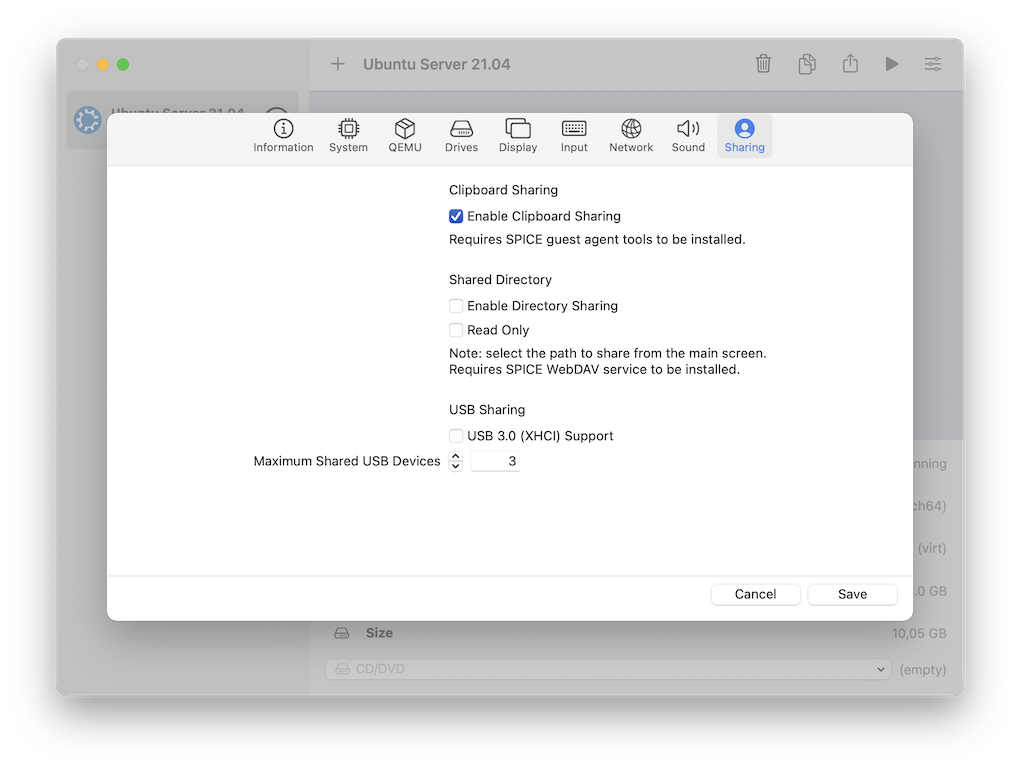 Ubuntu Server 21.04
Ubuntu Server 21.04
Information
System
QEMU
Drives
Display
Input
Network
Sound
Sharing
Clipboard Sharing
Enable Clipboard Sharing
Requires SPICE guest agent tools to be installed.
Shared Directory
Enable Directory Sharing
Read Only
Note: select the path to share from the main screen.
Requires SPICE WebDAV service to be installed.
USB Sharing
USB 3.0 (XHCI) Support
Maximum Shared USB Devices 3
(virt)
Cancel
Save
Size
10,05 GB
CD/DVD
(empty)